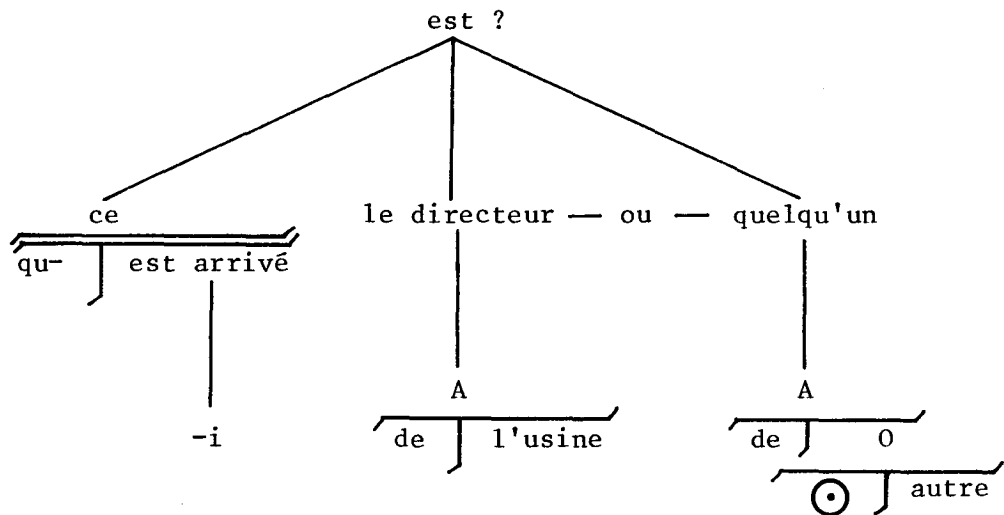 est ?
ce le directeur — ou — quelqu'un
qu- est arrivé
-i
A A
de l'usine de O
autre